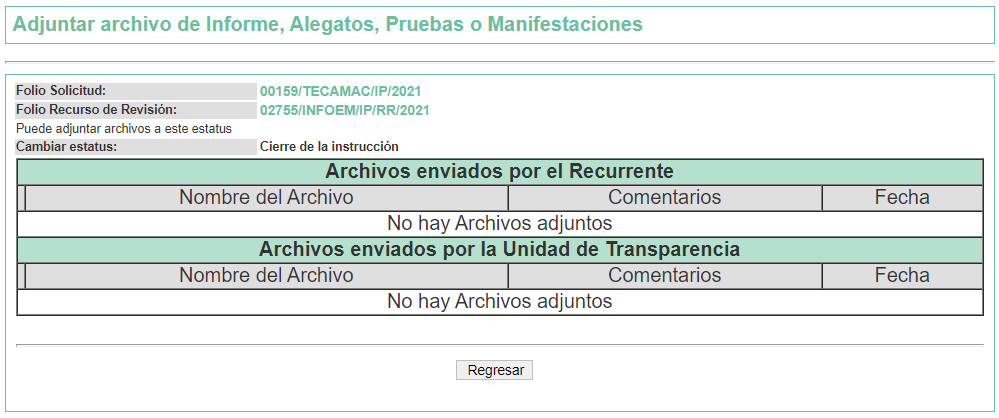 Adjuntar archivo de Informe, Alegatos, Pruebas o Manifestaciones
Folio Solicitud: 00159/TECAMAC/IP/2021
Folio Recurso de Revisión: 02755/INFOEM/IP/RR/2021
Puede adjuntar archivos a este estatus
Cambiar estatus: Cierre de la instrucción
Archivos enviados por el Recurrente
Nombre del Archivo Comentarios Fecha
No hay Archivos adjuntos
Archivos enviados por la Unidad de Transparencia
Nombre del Archivo Comentarios Fecha
No hay Archivos adjuntos
Regresar